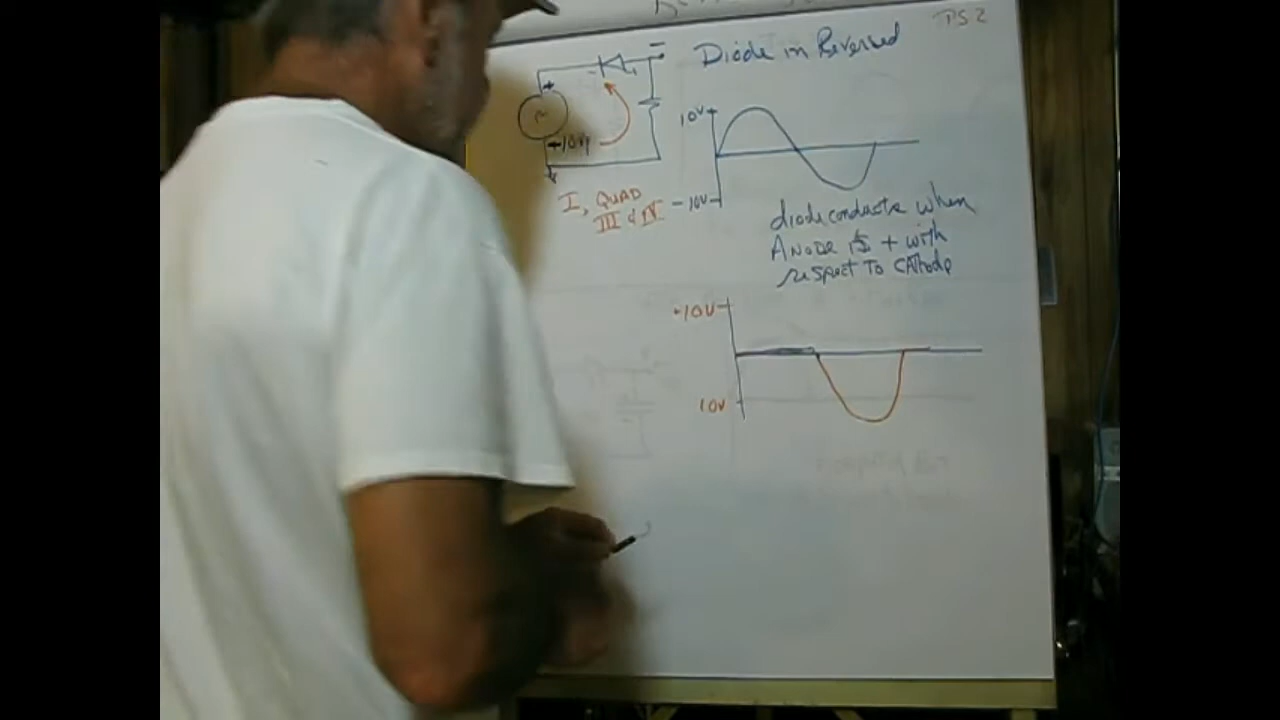 PS2
Diode in Reversed
+
-
- +
~
+10V
I, QUAD
III & IV
10V
-10V
diode conducts when
ANODE is + with
respect To CAThode
-10V
10V